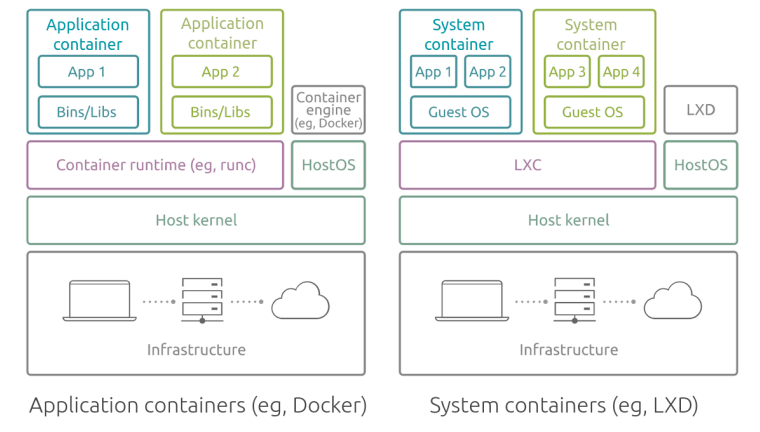 Application
container
App 1
Bins/Libs
Application
container
App 2
Bins/Libs
Container
engine
(eg, Docker)
Container runtime (eg, runc)
HostOS
Host kernel
Infrastructure
Application containers (eg, Docker)
System
container
App 1
App 2
Guest OS
System
container
App 3
App 4
Guest OS
LXD
LXC
HostOS
Host kernel
Infrastructure
System containers (eg, LXD)